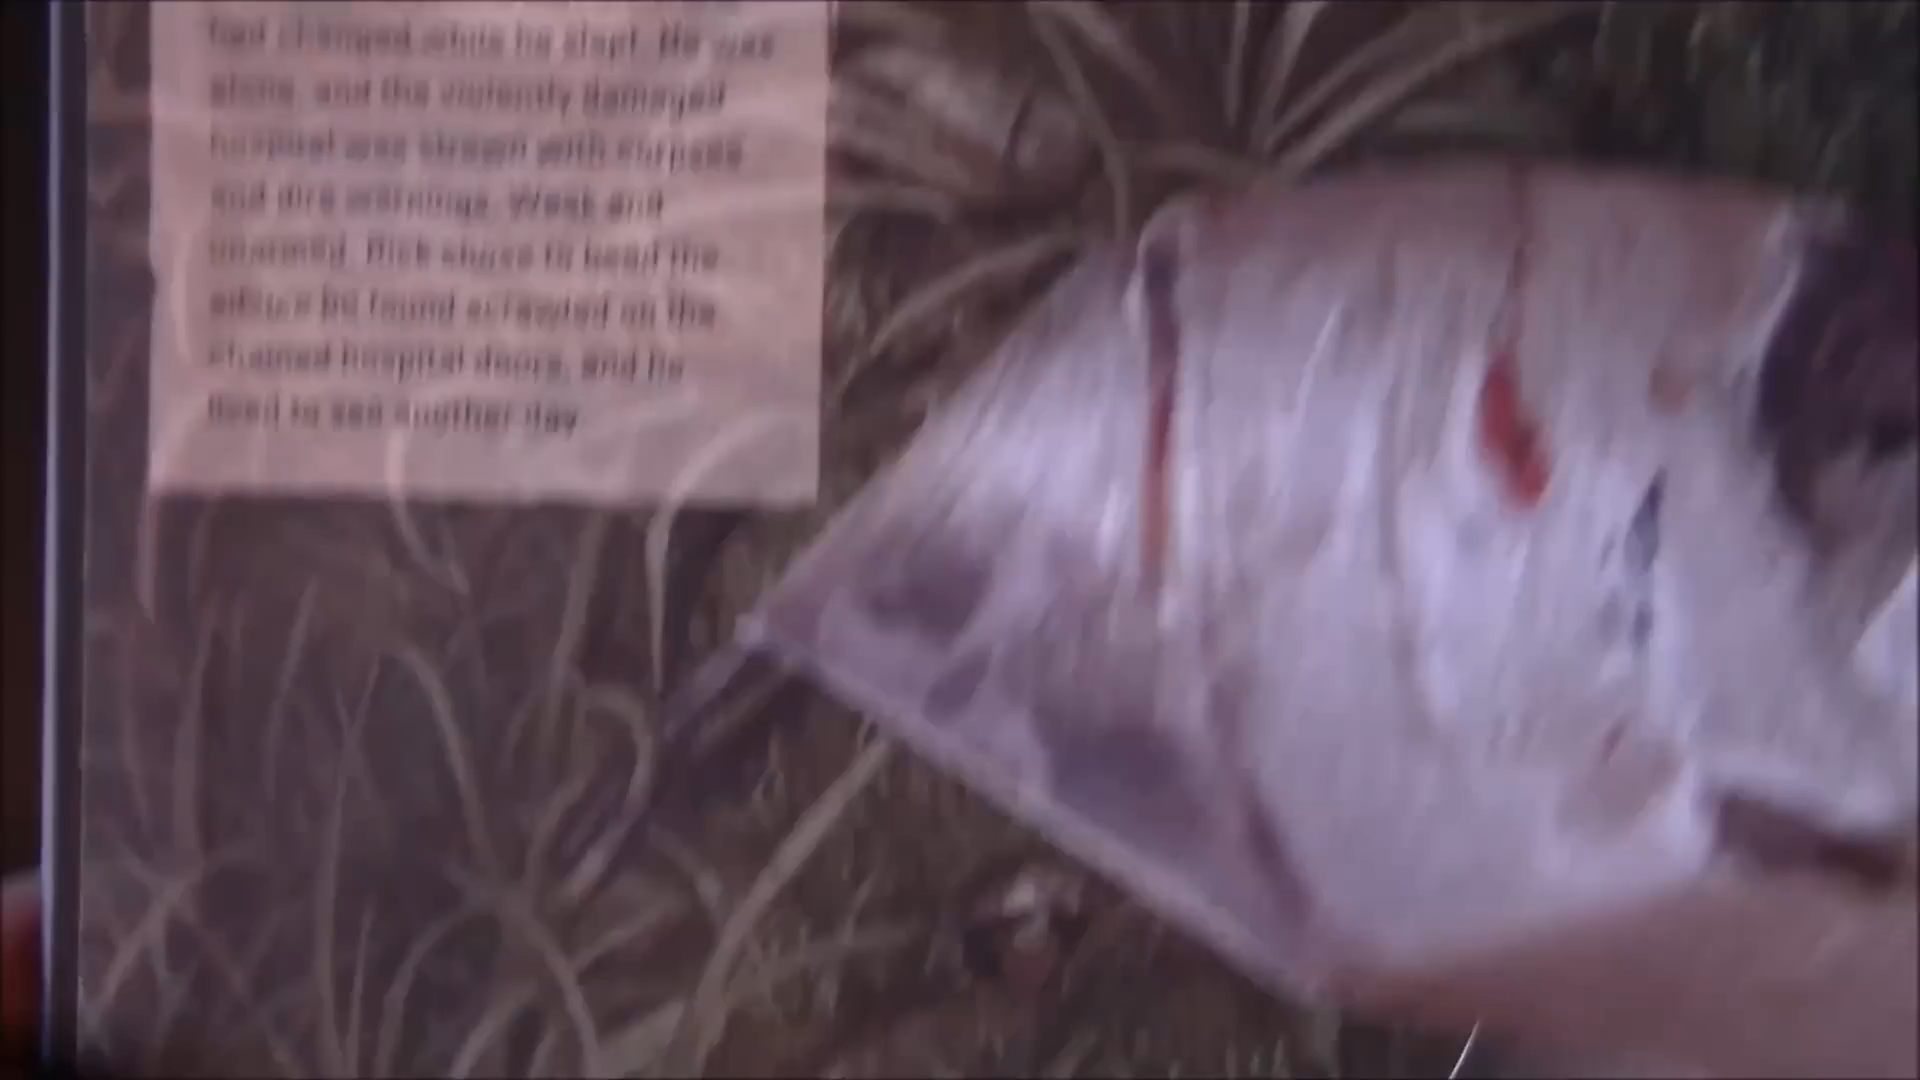 had changed while he slept. He was
alone, and the violently damaged
hospital was strewn with corpses
and dire warnings. Weak and
unarmed, Rick chose to heed the
advice he found scrawled on the
chained hospital doors, and he
lived to see another day